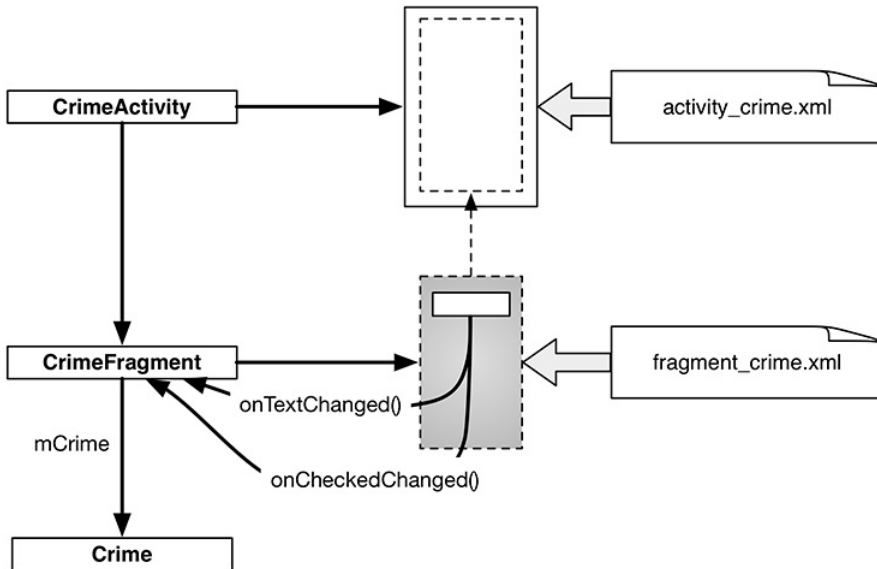 CrimeActivity
activity_crime.xml
CrimeFragment
fragment_crime.xml
onTextChanged()
mCrime
onCheckedChanged()
Crime